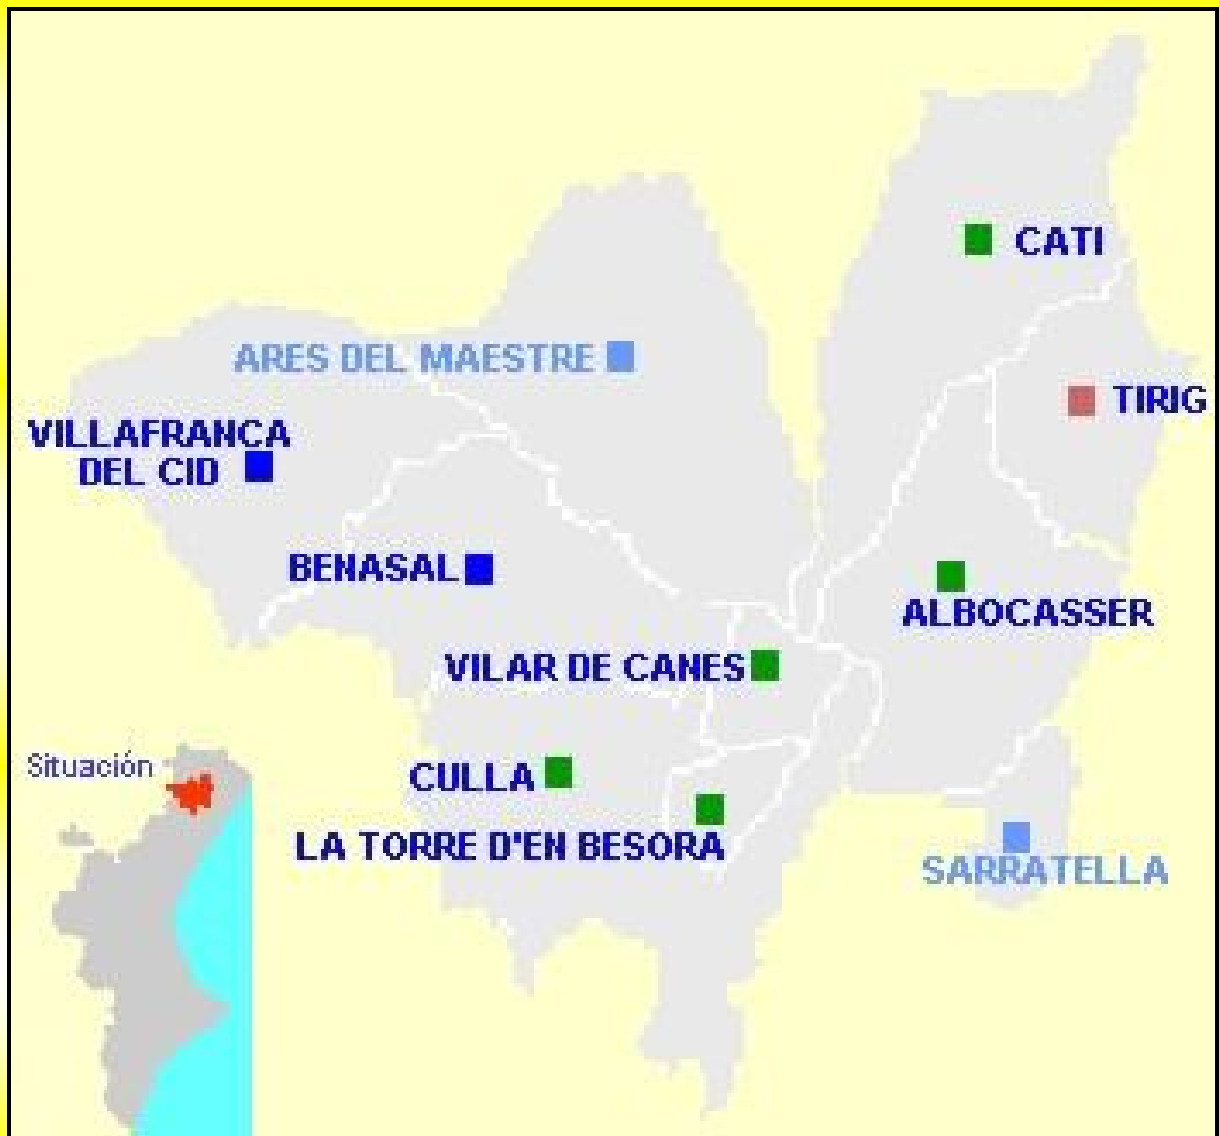 CATI
ARES DEL MAESTRE
TIRIG
VILLAFRANCA
DEL CID
BENASAL
ALBOCASSER
VILAR DE CANES
Situación
CULLA
LA TORRE D'EN BESORA
SARRATELLA